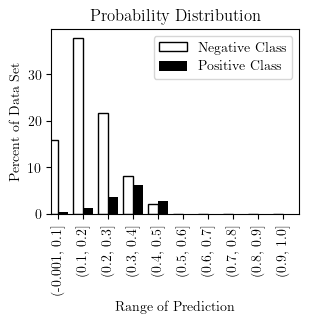 Probability Distribution
Negative Class
Positive Class
Percent of Data Set
30
20
10
0
(-0.001, 0.1]
(0.1, 0.2]
(0.2, 0.3]
(0.3, 0.4]
(0.4, 0.5]
(0.5, 0.6]
(0.6, 0.7]
(0.7, 0.8]
(0.8, 0.9]
(0.9, 1.0]
Range of Prediction